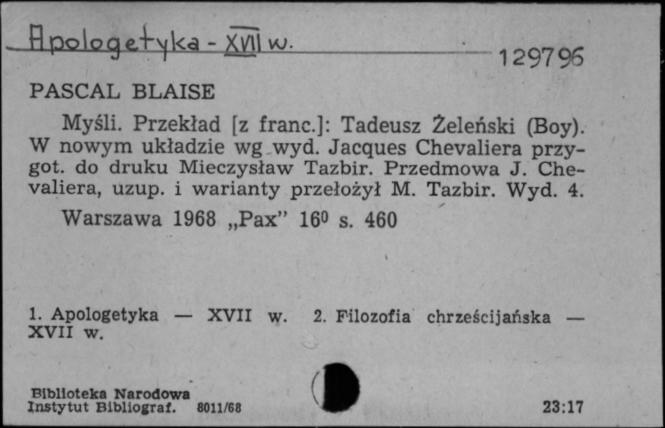 Apologetyka - XVII w.
129796
PASCAL BLAISE
Myśli. Przekład [z franc.]: Tadeusz Żeleński (Boy).
W nowym układzie wg wyd. Jacques Chevaliera przy-
got. do druku Mieczysław Tazbir. Przedmowa J. Che-
valiera, uzup. i warianty przełożył M. Tazbir. Wyd. 4.
Warszawa 1968 „Pax” 16⁰ s. 460
1. Apologetyka — XVII w. 2. Filozofia chrześcijańska —
XVII w.
Biblioteka Narodowa
Instytut Bibliograf. 8011/68
23:17